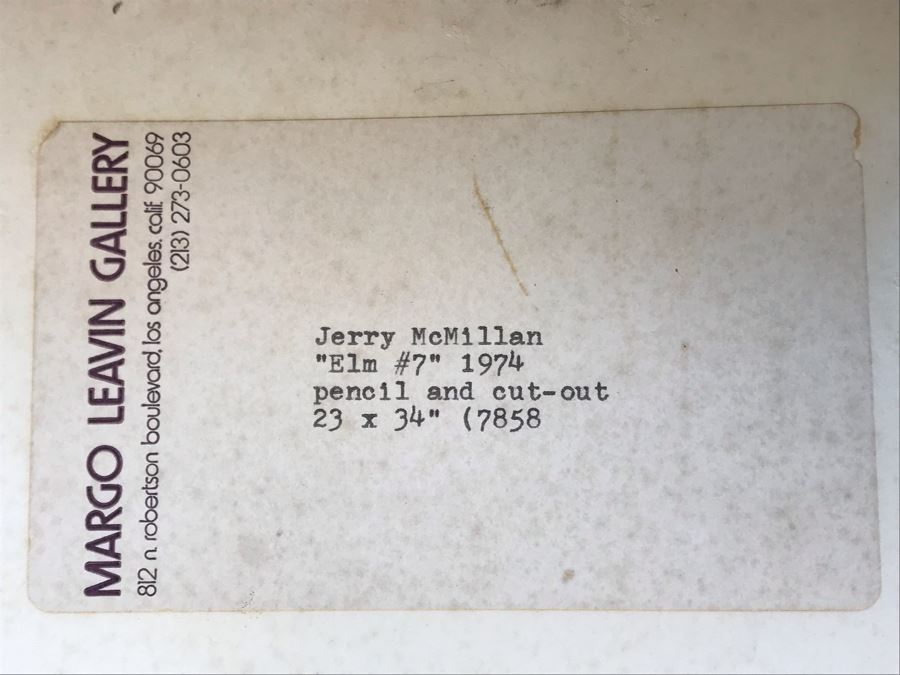 MARGO LEAVIN GALLERY
812 n. robertson boulevard, los angeles, calif. 90069
(213) 273-0603
Jerry McMillan
"Elm #7" 1974
pencil and cut-out
23 x 34" (7858